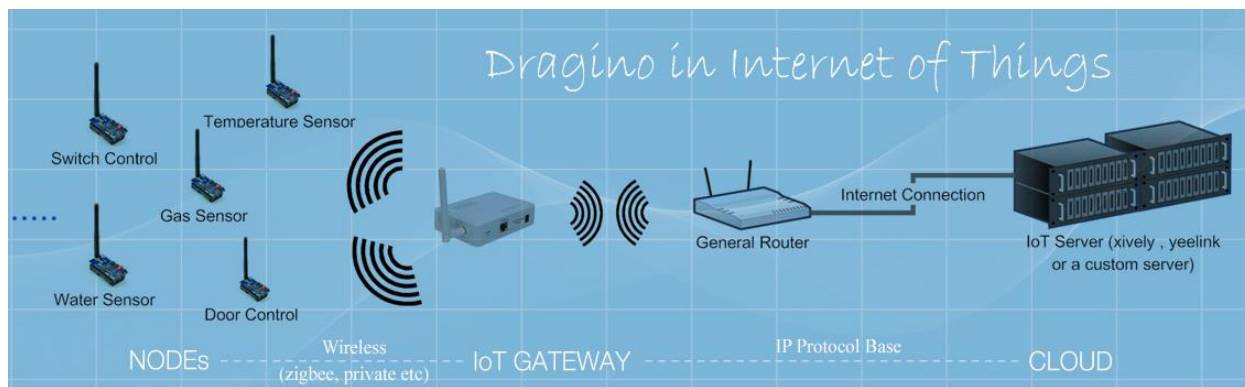 Dragino in Internet of Things
Temperature Sensor
Switch Control
Gas Sensor
Water Sensor
Door Control
General Router
Internet Connection
IoT Server (xively , yeelink
or a custom server)
NODEs
Wireless
(zigbee, private etc)
IoT GATEWAY
IP Protocol Base
CLOUD